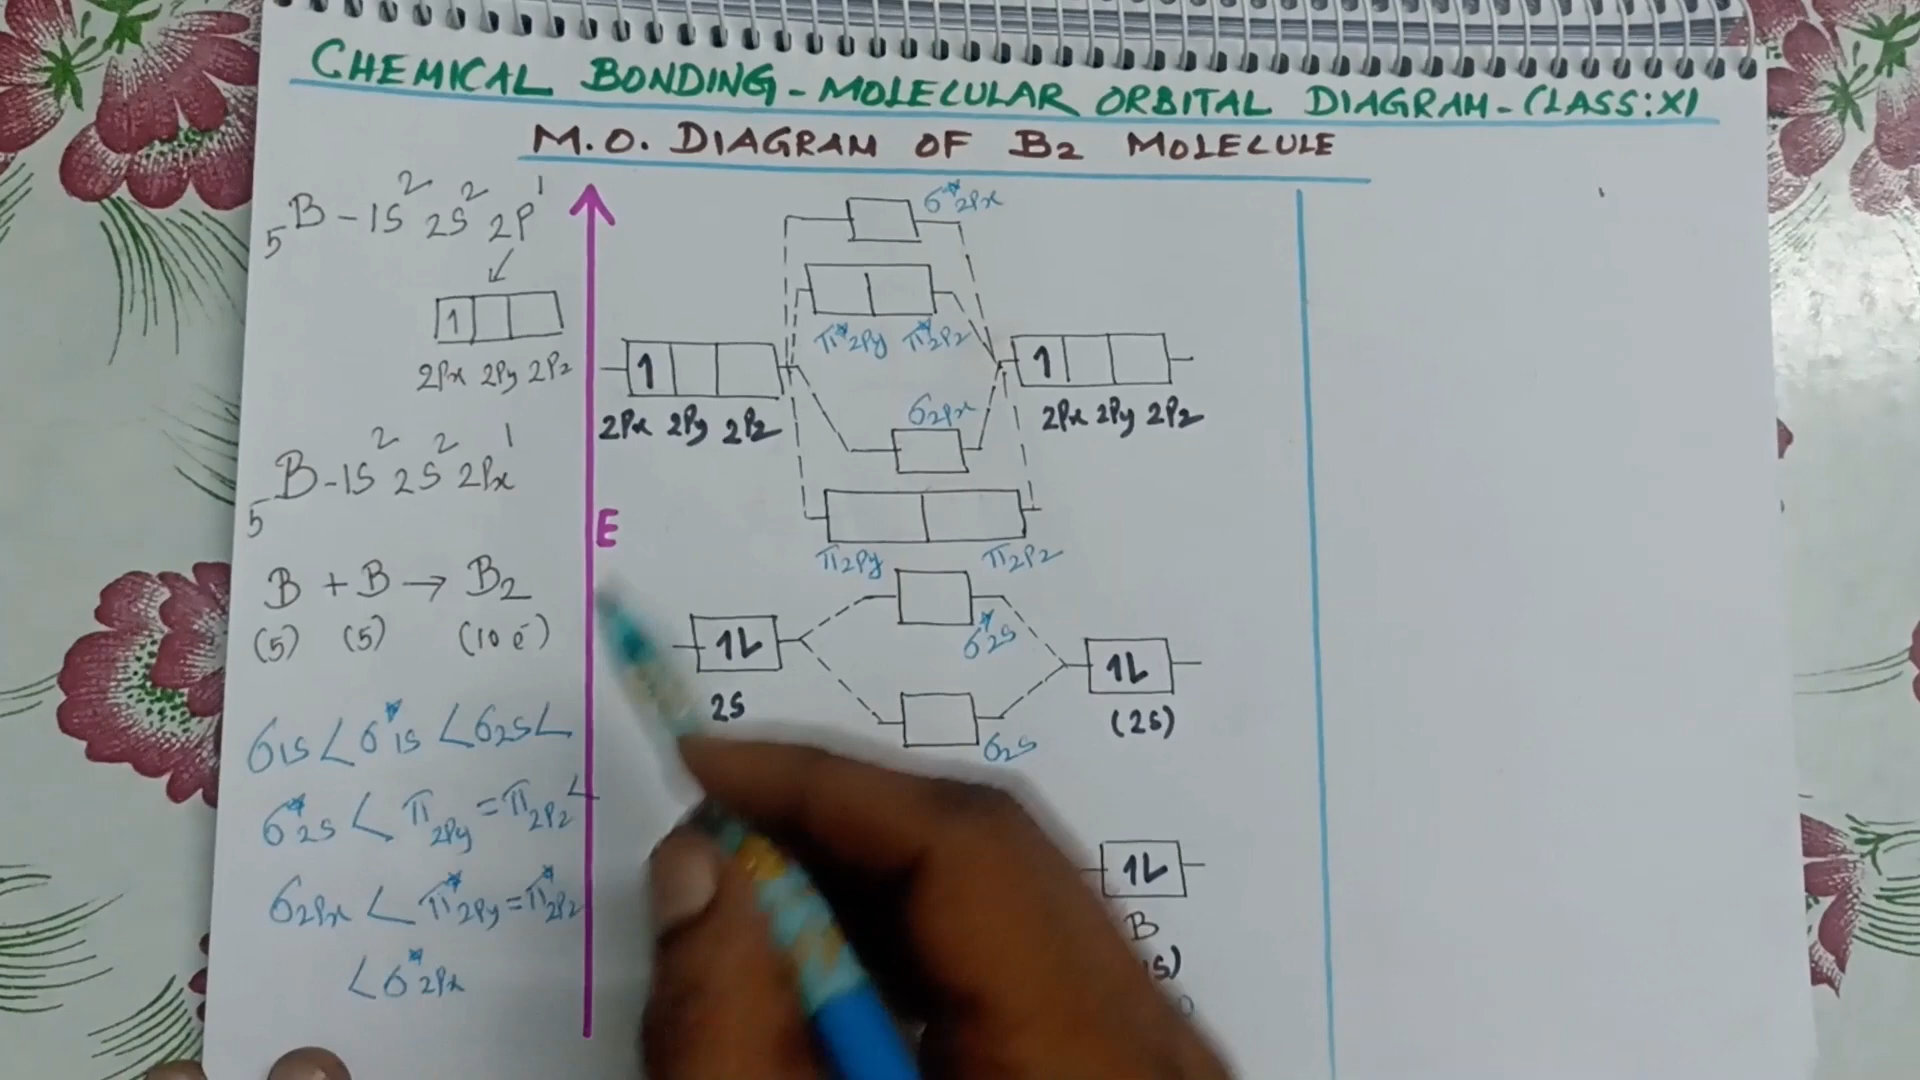 CHEMICAL BONDING - MOLECULAR ORBITAL DIAGRAM - CLASS: XI
M.O. DIAGRAM OF B2 MOLECULE
₅B - 1S² 2S² 2P¹
1
2Px 2Py 2Pz
₅B - 1S² 2S² 2Px¹
B + B → B2
(5) (5) (10 e⁻)
σ1s < σ*1s < σ2s <
σ*2s < π2Py = π2Pz <
σ2Px < π*2Py = π*2Pz
< σ*2Px
E
σ*2Px
π*2Py π*2Pz
1
2Px 2Py 2Pz
1
2Px 2Py 2Pz
σ2Px
π2Py π2Pz
σ*2s
1L
2S
1L
(2S)
σ2s
1L
B